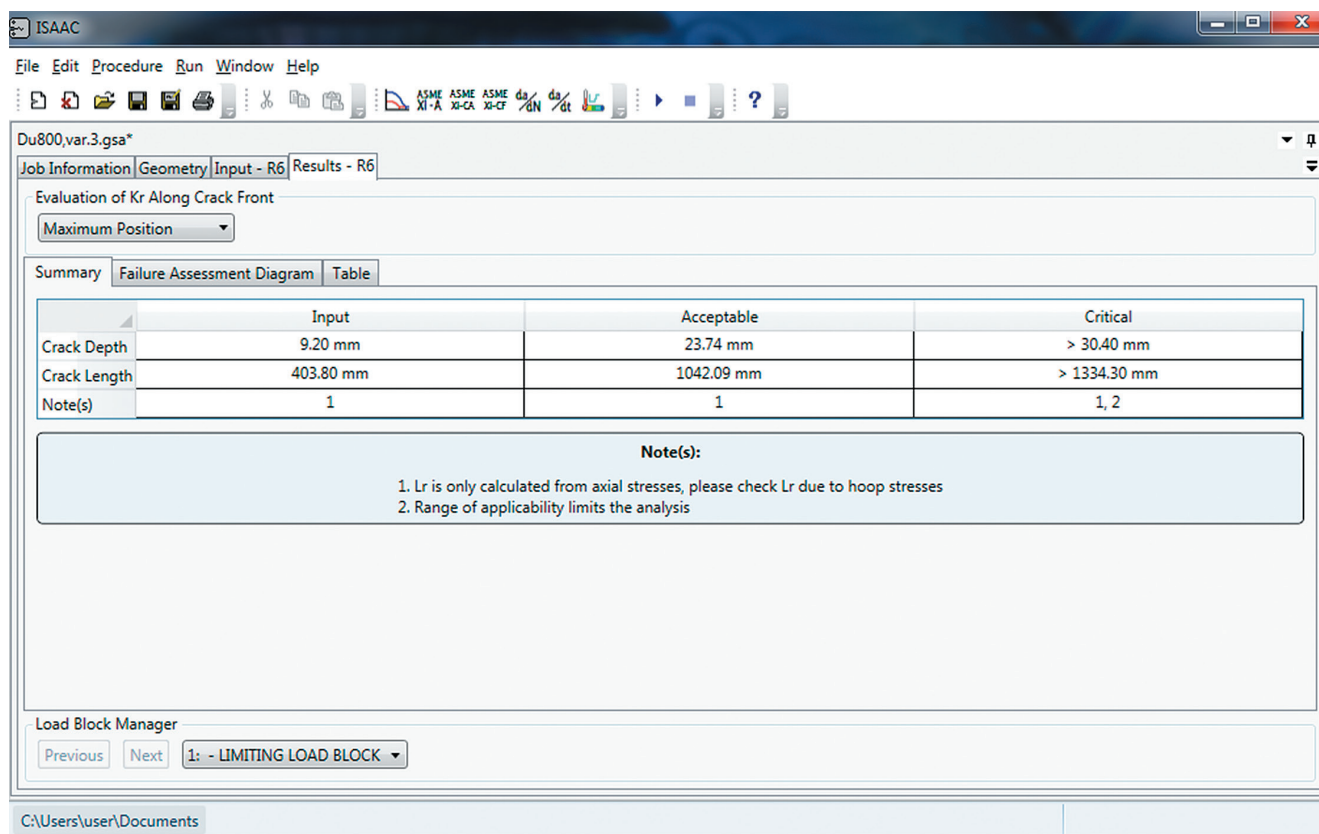 ISAAC
File Edit Procedure Run Window Help
ASME XI-A ASME XI-CA ASME XI-CF da/dN da/dt ?
Du800,var.3.gsa*
Job Information Geometry Input - R6 Results - R6
Evaluation of Kr Along Crack Front
Maximum Position
Summary Failure Assessment Diagram Table
Input Acceptable Critical
Crack Depth 9.20 mm 23.74 mm > 30.40 mm
Crack Length 403.80 mm 1042.09 mm > 1334.30 mm
Note(s) 1 1 1, 2
Note(s):
1. Lr is only calculated from axial stresses, please check Lr due to hoop stresses
2. Range of applicability limits the analysis
Load Block Manager
Previous Next 1: - LIMITING LOAD BLOCK
C:\Users\user\Documents